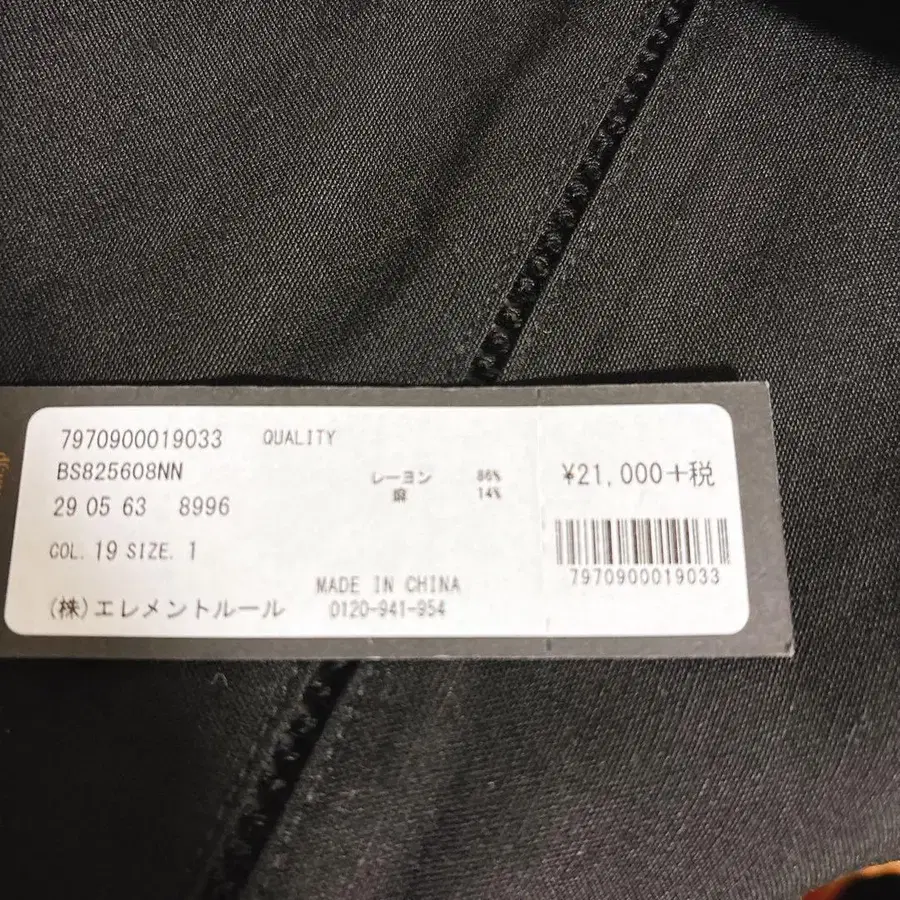 7970900019033 QUALITY
BS825608NN
レーヨン 86%
麻 14%
29 05 63 8996
COL. 19 SIZE. 1
MADE IN CHINA
(株)エレメントルール 0120-941-954
¥21,000+税
7970900019033